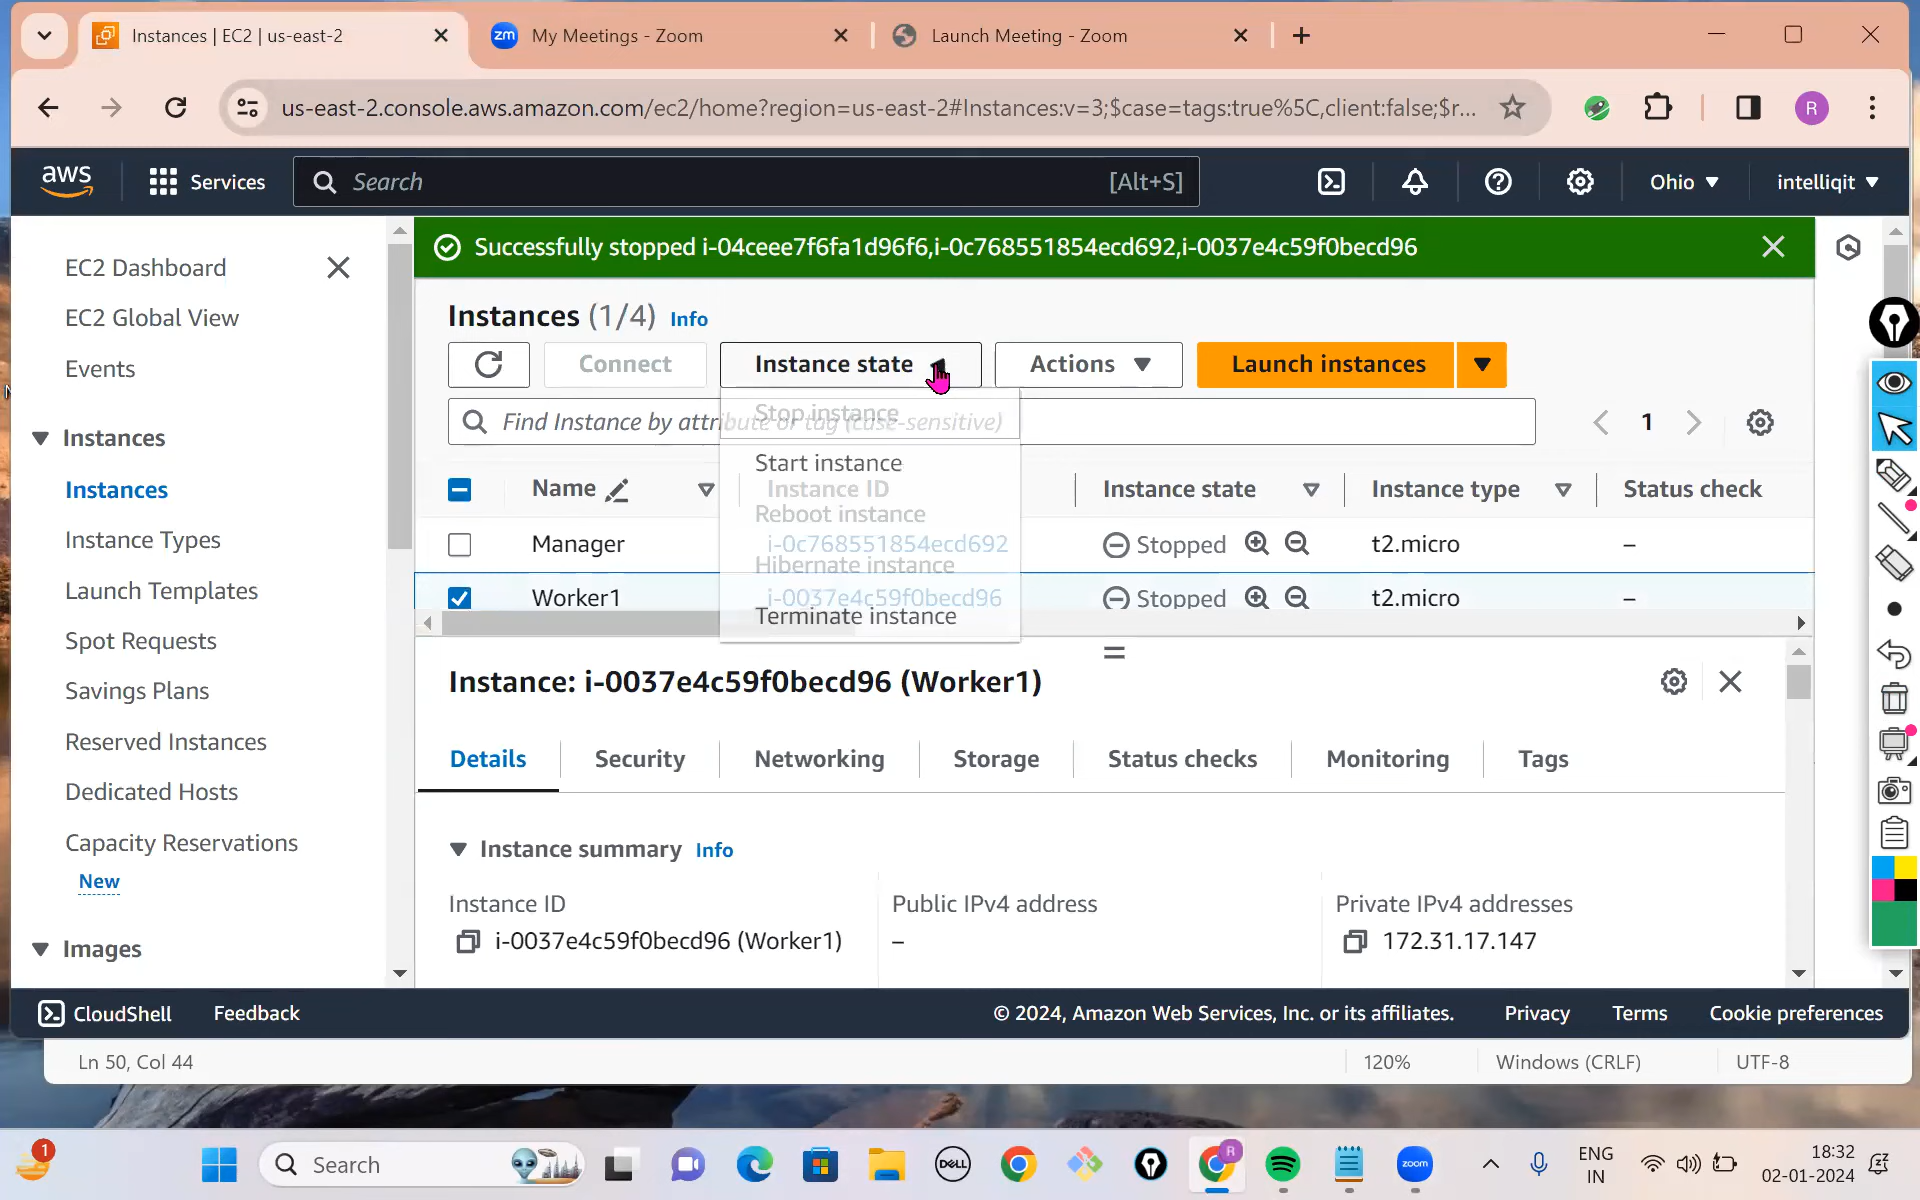 Instances | EC2 | us-east-2
zm
My Meetings - Zoom
Launch Meeting - Zoom
us-east-2.console.aws.amazon.com/ec2/home?region=us-east-2#Instances:v=3;$case=tags:true%5C,client:false;$r...
R
aws
Services
Search
[Alt+S]
Ohio
intelliqit
EC2 Dashboard
EC2 Global View
Events
Instances
Instances
Instance Types
Launch Templates
Spot Requests
Savings Plans
Reserved Instances
Dedicated Hosts
Capacity Reservations
New
Images
Successfully stopped i-04ceee7f6fa1d96f6,i-0c768551854ecd692,i-0037e4c59f0becd96
Instances (1/4) Info
Connect
Instance state
Actions
Launch instances
Find Instance by attribute or tag (case-sensitive)
1
Stop instance
Start instance
Reboot instance
Hibernate instance
Terminate instance
Name
Instance ID
Instance state
Instance type
Status check
Manager
i-0c768551854ecd692
Stopped
t2.micro
–
Worker1
i-0037e4c59f0becd96
Stopped
t2.micro
–
Instance: i-0037e4c59f0becd96 (Worker1)
Details
Security
Networking
Storage
Status checks
Monitoring
Tags
Instance summary Info
Instance ID
i-0037e4c59f0becd96 (Worker1)
Public IPv4 address
–
Private IPv4 addresses
172.31.17.147
CloudShell
Feedback
© 2024, Amazon Web Services, Inc. or its affiliates.
Privacy
Terms
Cookie preferences
Ln 50, Col 44
120%
Windows (CRLF)
UTF-8
1
Search
DELL
R
zoom
ENG
IN
18:32
02-01-2024